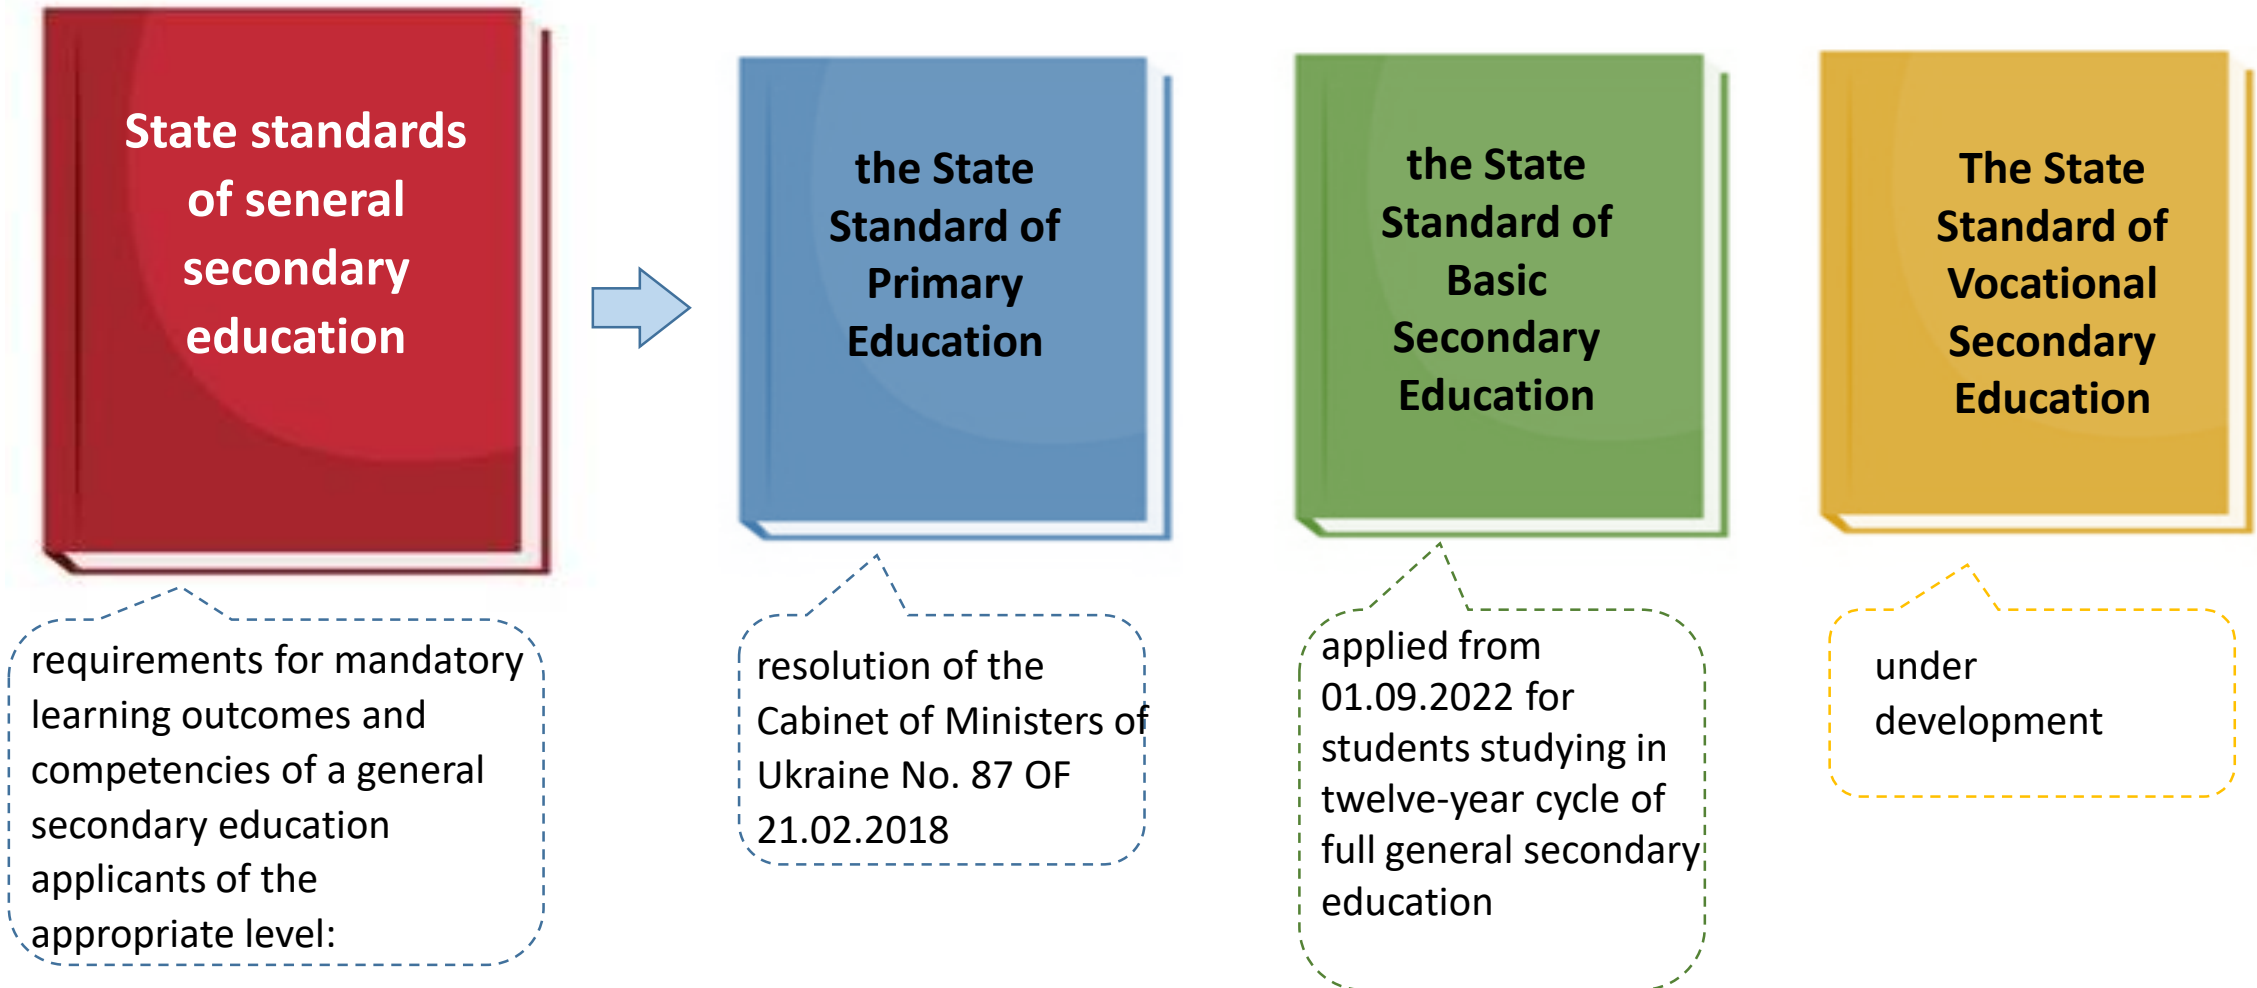 State standards
of seneral
secondary
education
the State
Standard of
Primary
Education
the State
Standard of
Basic
Secondary
Education
The State
Standard of
Vocational
Secondary
Education
requirements for mandatory
learning outcomes and
competencies of a general
secondary education
applicants of the
appropriate level:
resolution of the
Cabinet of Ministers of
Ukraine No. 87 OF
21.02.2018
applied from
01.09.2022 for
students studying in
twelve-year cycle of
full general secondary
education
under
development